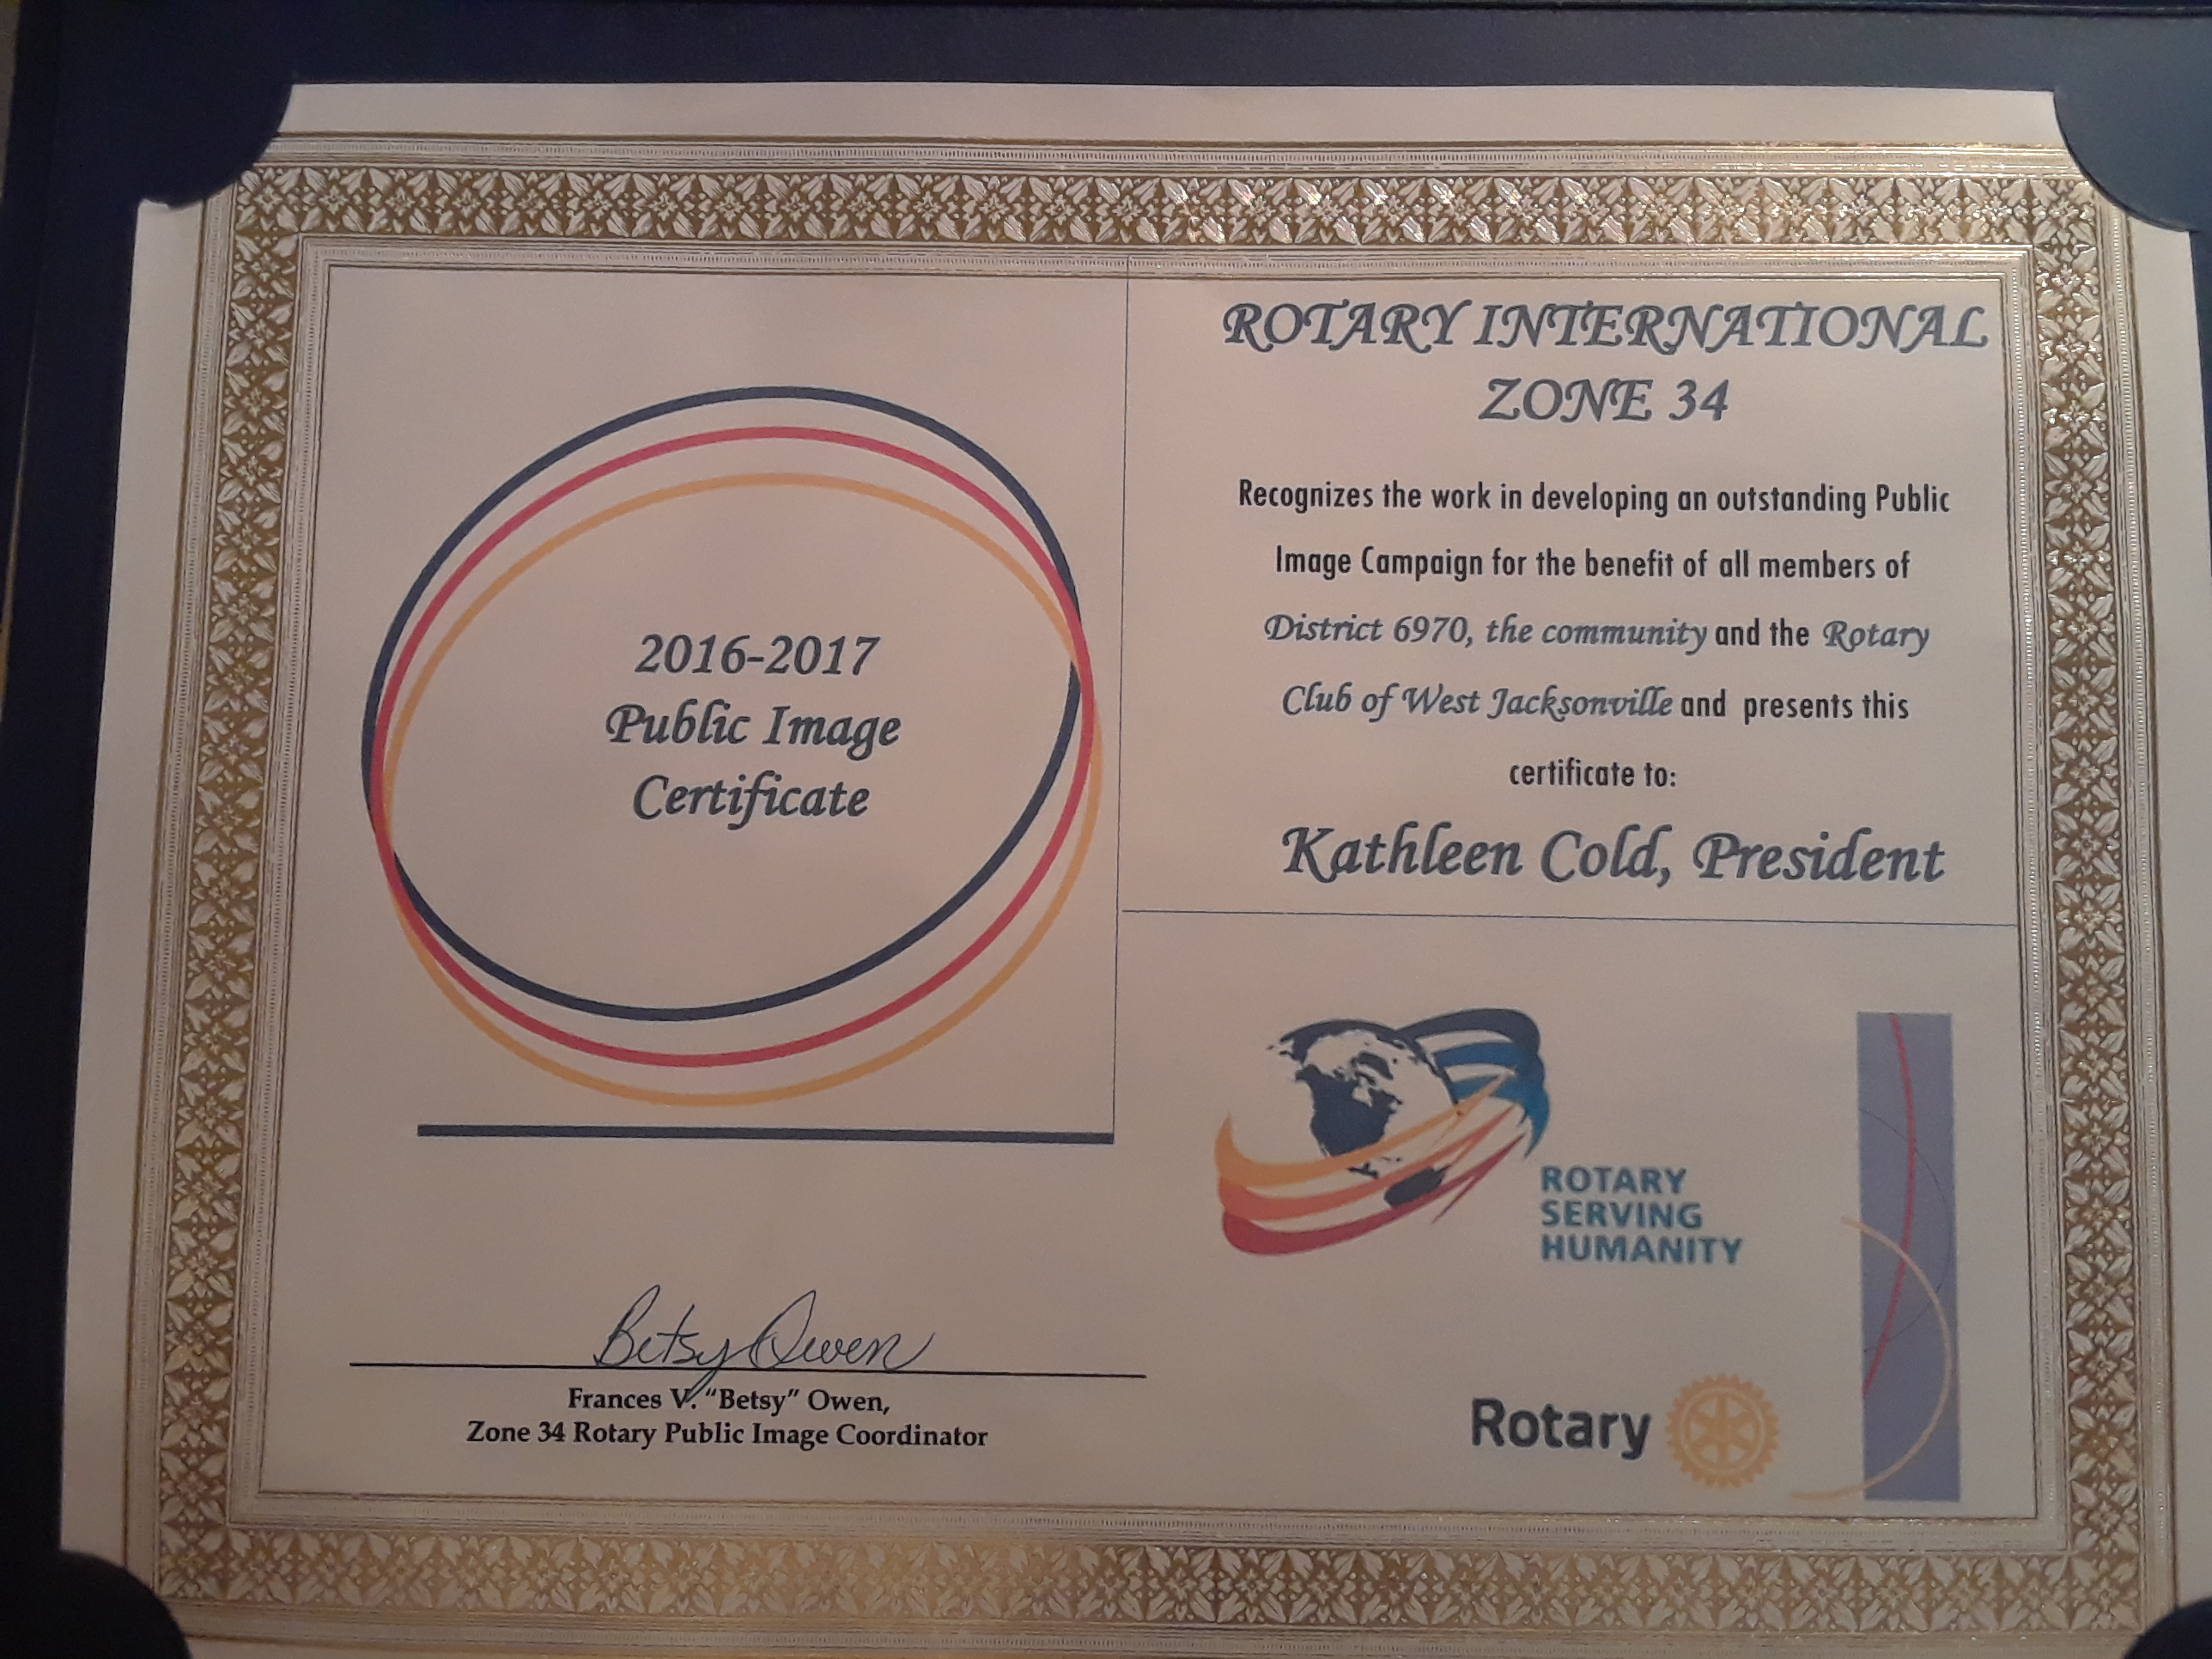 2016-2017
Public Image
Certificate
ROTARY INTERNATIONAL
ZONE 34
Recognizes the work in developing an outstanding Public
Image Campaign for the benefit of all members of
District 6970, the community and the Rotary
Club of West Jacksonville and presents this
certificate to:
Kathleen Cold, President
Betsy Owen
Frances V. "Betsy" Owen,
Zone 34 Rotary Public Image Coordinator
ROTARY
SERVING
HUMANITY
Rotary